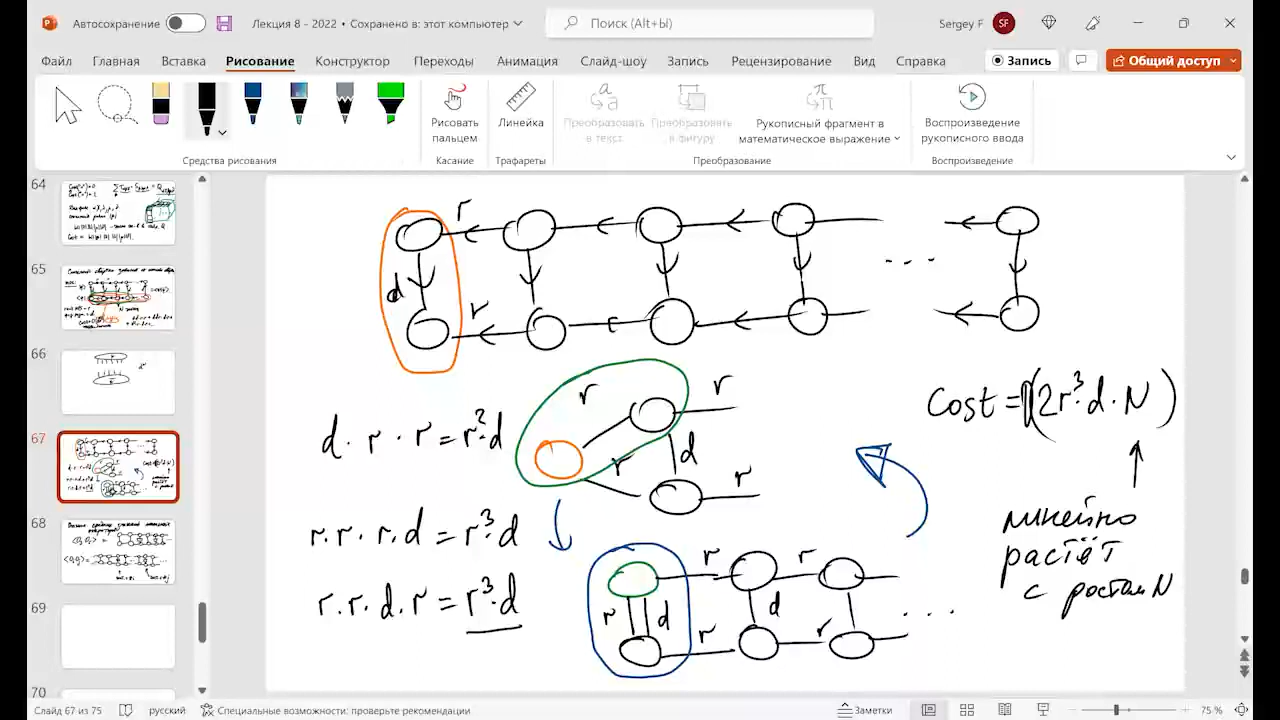 Автосохранение
Лекция 8 - 2022 • Сохранено в: этот компьютер
Поиск (Alt+Ы)
Sergey F
SF
Файл
Главная
Вставка
Рисование
Конструктор
Переходы
Анимация
Слайд-шоу
Запись
Рецензирование
Вид
Справка
Запись
Общий доступ
Рисовать пальцем
Линейка
Преобразовать в текст
Преобразовать в фигуру
Рукописный фрагмент в математическое выражение
Воспроизведение рукописного ввода
Средства рисования
Касание
Трафареты
Преобразование
Воспроизведение
64
65
66
67
68
69
70
r
d
r
...
r
r
d
r
r
d · r · r = r²·d
Cost = (2r³·d·N)
r·r· r·d = r³·d
r·r·d·r = r³·d
r
r
r
d
d
r
r
...
линейно
растёт
с ростом N
Слайд 67 из 75
русский
Специальные возможности: проверьте рекомендации
Заметки
75 %